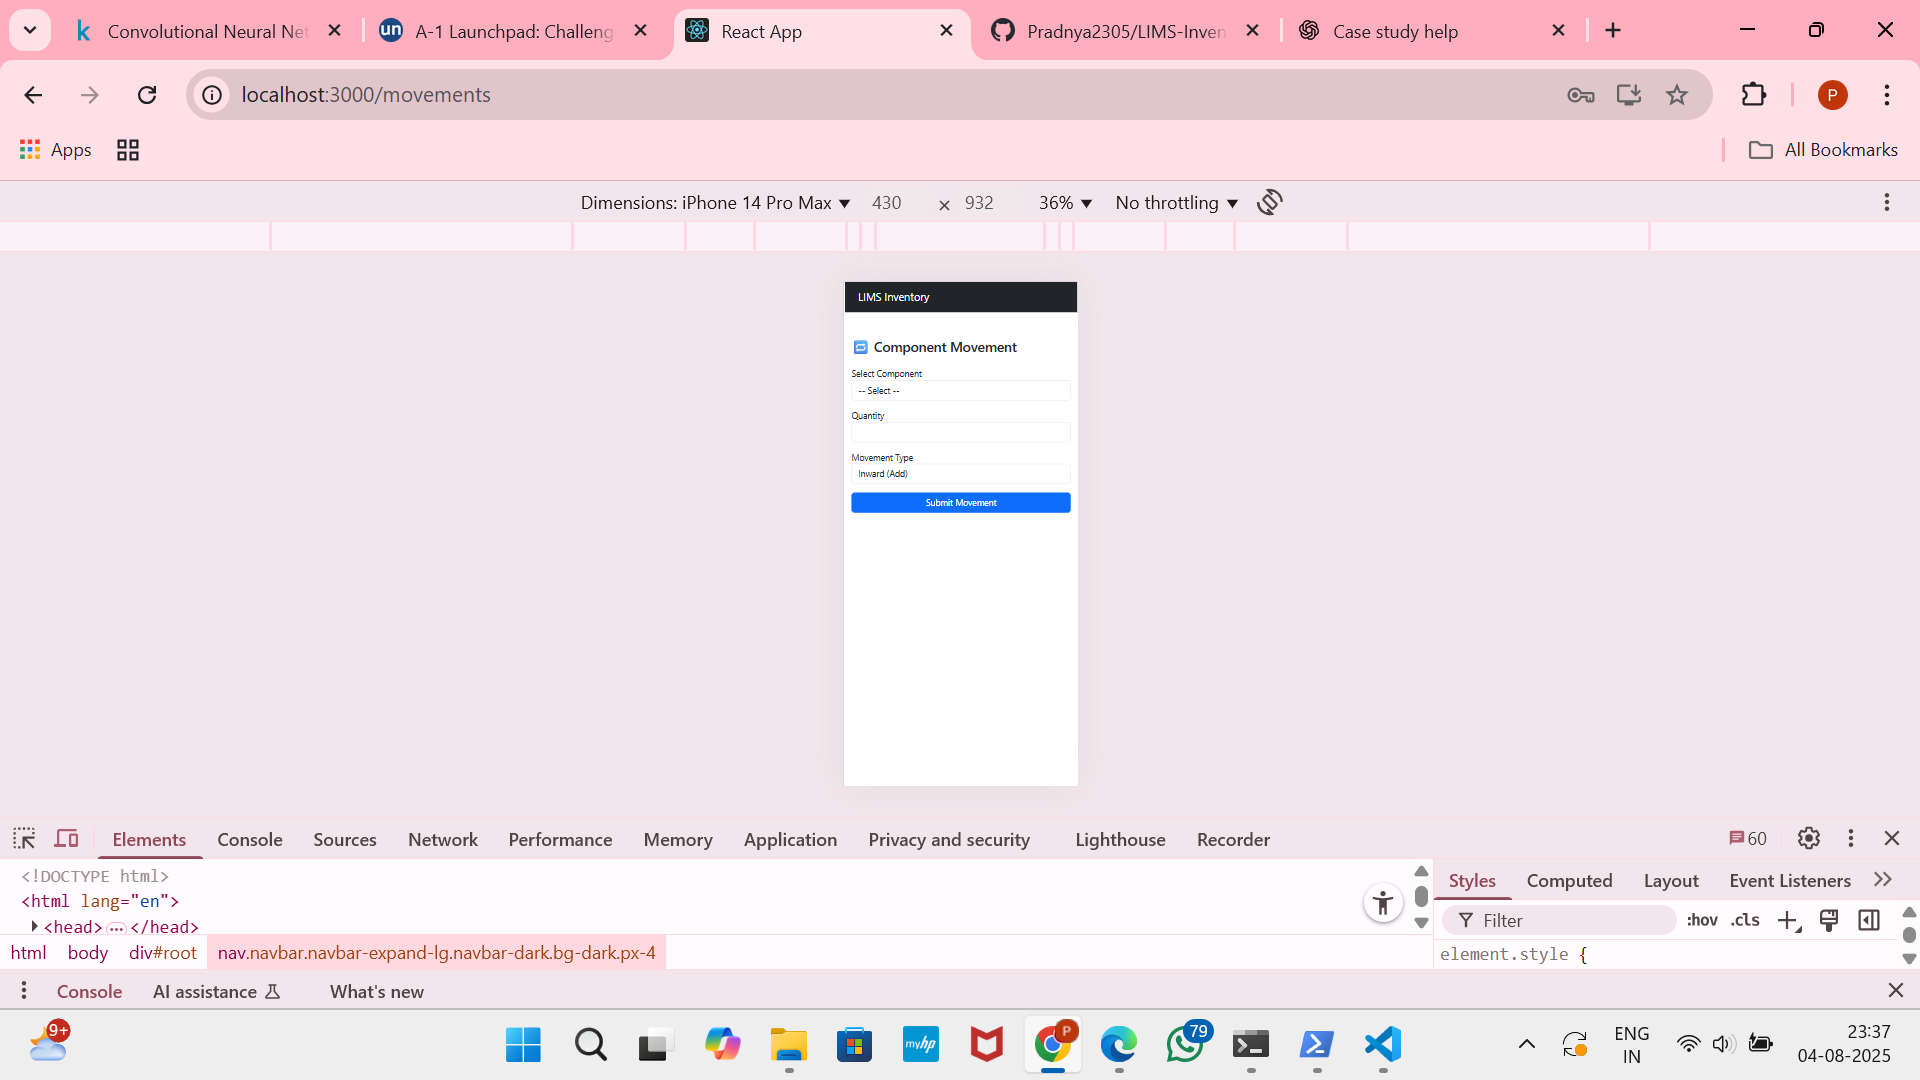 Convolutional Neural Net
A-1 Launchpad: Challeng
React App
Pradnya2305/LIMS-Inven
Case study help
localhost:3000/movements
P
Apps
All Bookmarks
Dimensions: iPhone 14 Pro Max
430
×
932
36%
No throttling
LIMS Inventory
Component Movement
Select Component
-- Select --
Quantity
Movement Type
Inward (Add)
Submit Movement
Elements
Console
Sources
Network
Performance
Memory
Application
Privacy and security
Lighthouse
Recorder
60
<!DOCTYPE html>
<html lang="en">
<head>…</head>
Styles
Computed
Layout
Event Listeners
Filter
:hov
.cls
element.style {
html
body
div#root
nav.navbar.navbar-expand-lg.navbar-dark.bg-dark.px-4
Console
AI assistance
What's new
9+
myhp
P
79
ENG
IN
23:37
04-08-2025